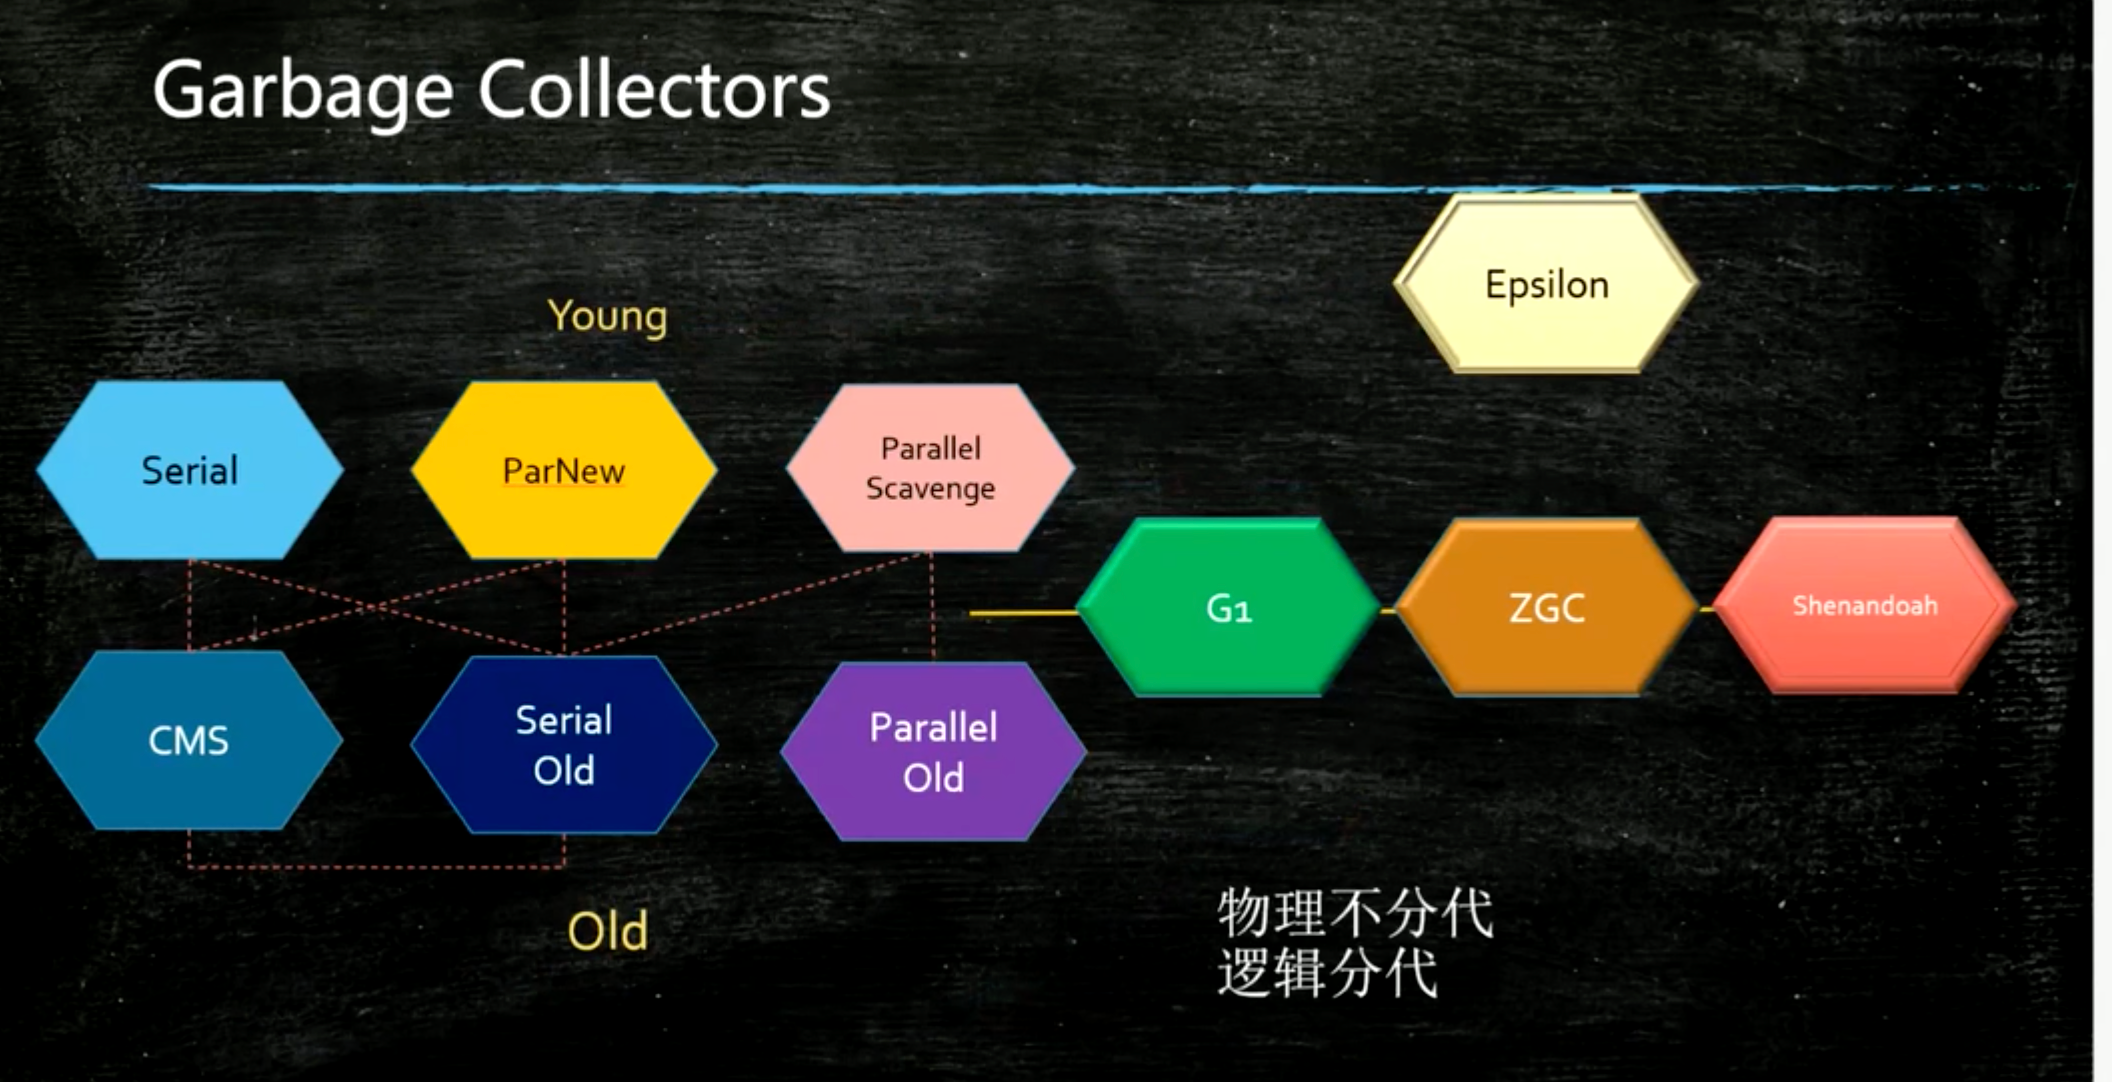 Garbage Collectors
Epsilon
Young
Serial
ParNew
Parallel
Scavenge
G1
ZGC
Shenandoah
CMS
Serial
Old
Parallel
Old
Old
物理不分代
逻辑分代